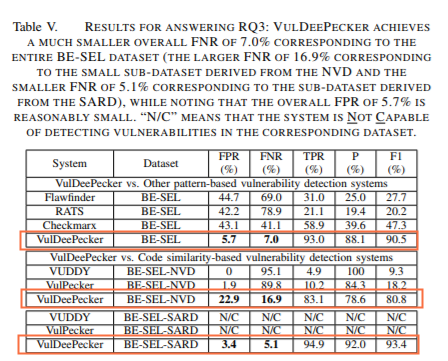 Table V. RESULTS FOR ANSWERING RQ3: VULDEEPECKER ACHIEVES
A MUCH SMALLER OVERALL FNR OF 7.0% CORRESPONDING TO THE
ENTIRE BE-SEL DATASET (THE LARGER FNR OF 16.9% CORRESPONDING
TO THE SMALL SUB-DATASET DERIVED FROM THE NVD AND THE
SMALLER FNR OF 5.1% CORRESPONDING TO THE SUB-DATASET DERIVED
FROM THE SARD), WHILE NOTING THAT THE OVERALL FPR OF 5.7% IS
REASONABLY SMALL. "N/C" MEANS THAT THE SYSTEM IS NOT CAPABLE
OF DETECTING VULNERABILITIES IN THE CORRESPONDING DATASET.
System Dataset FPR (%) FNR (%) TPR (%) P (%) F1 (%)
VulDeePecker vs. Other pattern-based vulnerability detection systems
Flawfinder BE-SEL 44.7 69.0 31.0 25.0 27.7
RATS BE-SEL 42.2 78.9 21.1 19.4 20.2
Checkmarx BE-SEL 43.1 41.1 58.9 39.6 47.3
VulDeePecker BE-SEL 5.7 7.0 93.0 88.1 90.5
VulDeePecker vs. Code similarity-based vulnerability detection systems
VUDDY BE-SEL-NVD 0 95.1 4.9 100 9.3
VulPecker BE-SEL-NVD 1.9 89.8 10.2 84.3 18.2
VulDeePecker BE-SEL-NVD 22.9 16.9 83.1 78.6 80.8
VUDDY BE-SEL-SARD N/C N/C N/C N/C N/C
VulPecker BE-SEL-SARD N/C N/C N/C N/C N/C
VulDeePecker BE-SEL-SARD 3.4 5.1 94.9 92.0 93.4